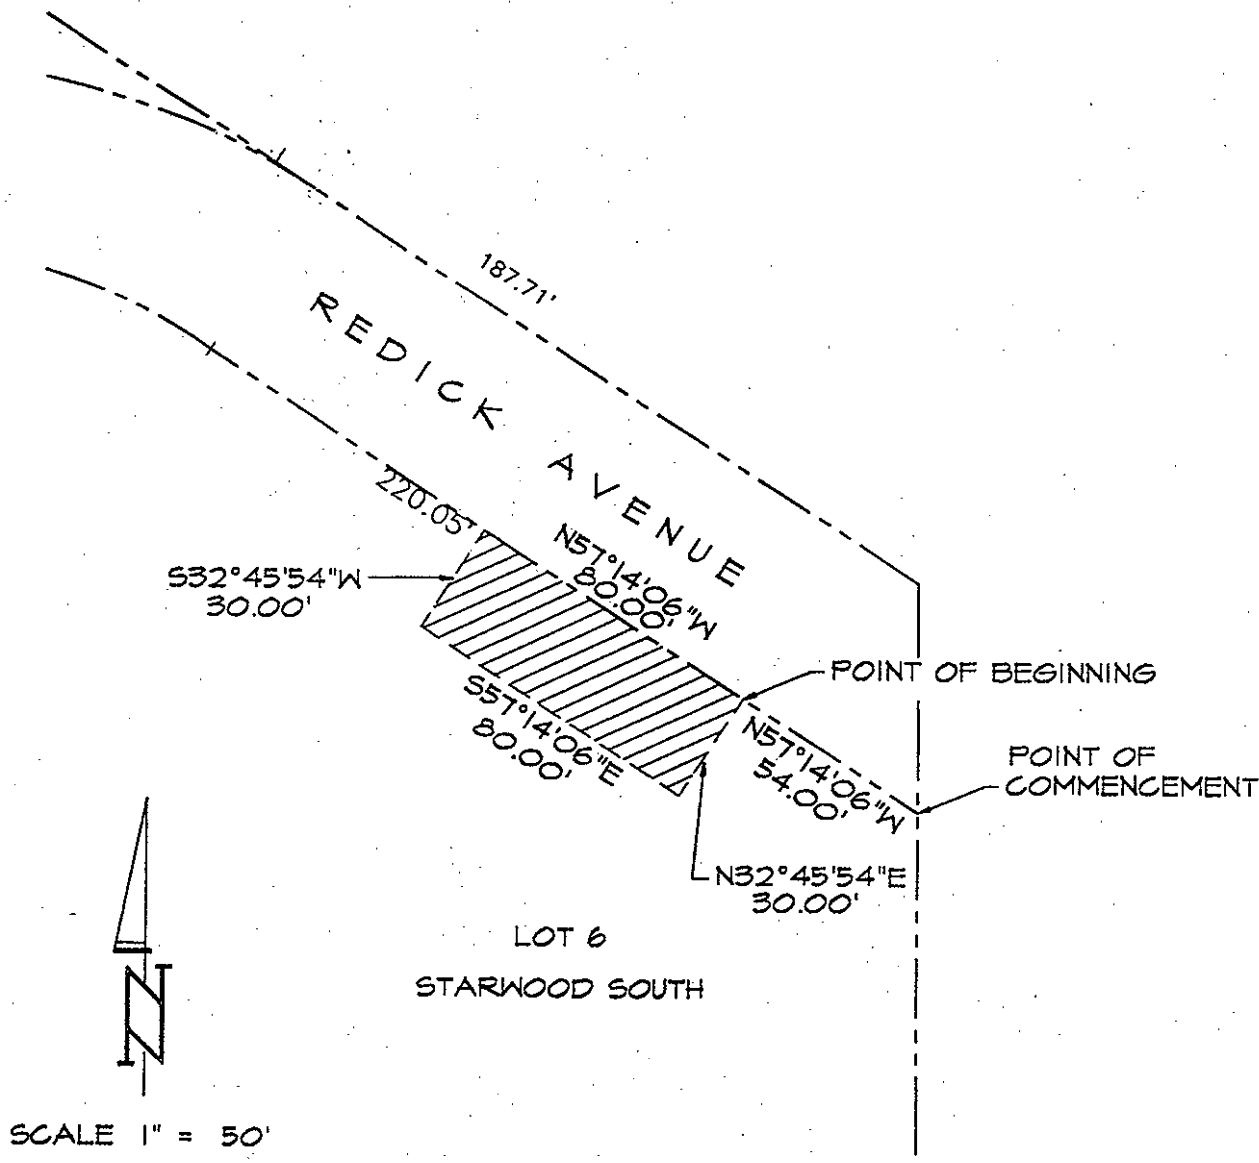 187.71'
REDICK AVENUE
220.05'
N57°14'06"W
80.00'
S32°45'54"W
30.00'
POINT OF BEGINNING
S57°14'06"E
80.00'
N57°14'06"W
54.00'
POINT OF
COMMENCEMENT
N32°45'54"E
30.00'
LOT 6
STARWOOD SOUTH
N
SCALE 1" = 50'